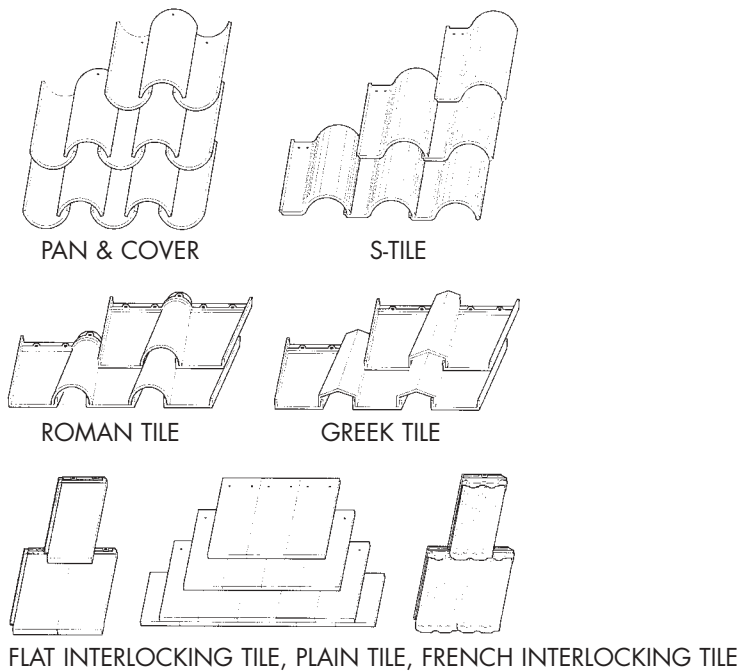 PAN & COVER
S-TILE
ROMAN TILE
GREEK TILE
FLAT INTERLOCKING TILE, PLAIN TILE, FRENCH INTERLOCKING TILE